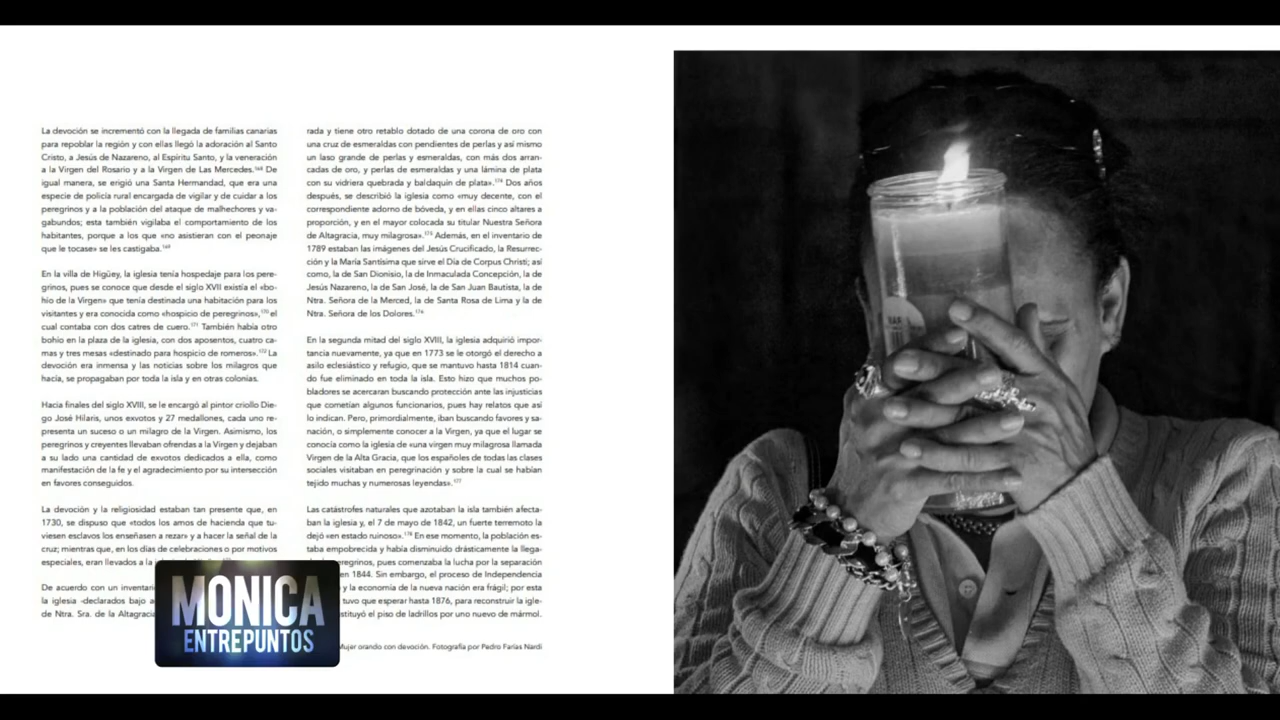 La devoción se incrementó con la llegada de familias canarias
para repoblar la región y con ellas llegó la adoración al Santo
Cristo, a Jesús de Nazareno, al Espíritu Santo, y la veneración
a la Virgen del Rosario y a la Virgen de Las Mercedes.¹⁶⁸ De
igual manera, se erigió una Santa Hermandad, que era una
especie de policía rural encargada de vigilar y de cuidar a los
peregrinos y a la población del ataque de malhechores y va-
gabundos; esta también vigilaba el comportamiento de los
habitantes, porque a los que «no asistieran con el peonaje
que le tocase» se les castigaba.¹⁶⁹
En la villa de Higüey, la iglesia tenía hospedaje para los pere-
grinos, pues se conoce que desde el siglo XVII existía el «bo-
hío de la Virgen» que tenía destinada una habitación para los
visitantes y era conocida como «hospicio de peregrinos»,¹⁷⁰ el
cual contaba con dos catres de cuero.¹⁷¹ También había otro
bohío en la plaza de la iglesia, con dos aposentos, cuatro ca-
mas y tres mesas «destinado para hospicio de romeros».¹⁷² La
devoción era inmensa y las noticias sobre los milagros que
hacía, se propagaban por toda la isla y en otras colonias.
Hacia finales del siglo XVIII, se le encargó al pintor criollo Die-
go José Hilaris, unos exvotos y 27 medallones, cada uno re-
presenta un suceso o un milagro de la Virgen. Asimismo, los
peregrinos y creyentes llevaban ofrendas a la Virgen y dejaban
a su lado una cantidad de exvotos dedicados a ella, como
manifestación de la fe y el agradecimiento por su intersección
en favores conseguidos.
La devoción y la religiosidad estaban tan presente que, en
1730, se dispuso que «todos los amos de hacienda que tu-
viesen esclavos los enseñasen a rezar» y a hacer la señal de la
cruz; mientras que, en los días de celebraciones o por motivos
especiales, eran llevados a la
De acuerdo con un inventari
la iglesia -declarados bajo a
de Ntra. Sra. de la Altagracia
rada y tiene otro retablo dotado de una corona de oro con
una cruz de esmeraldas con pendientes de perlas y así mismo
un laso grande de perlas y esmeraldas, con más dos arran-
cadas de oro, y perlas de esmeraldas y una lámina de plata
con su vidriera quebrada y baldaquín de plata».¹⁷⁴ Dos años
después, se describió la iglesia como «muy decente, con el
correspondiente adorno de bóveda, y en ellas cinco altares a
proporción, y en el mayor colocada su titular Nuestra Señora
de Altagracia, muy milagrosa».¹⁷⁵ Además, en el inventario de
1789 estaban las imágenes del Jesús Crucificado, la Resurrec-
ción y la María Santísima que sirve el Día de Corpus Christi; así
como, la de San Dionisio, la de Inmaculada Concepción, la de
Jesús Nazareno, la de San José, la de San Juan Bautista, la de
Ntra. Señora de la Merced, la de Santa Rosa de Lima y la de
Ntra. Señora de los Dolores.¹⁷⁶
En la segunda mitad del siglo XVIII, la iglesia adquirió impor-
tancia nuevamente, ya que en 1773 se le otorgó el derecho a
asilo eclesiástico y refugio, que se mantuvo hasta 1814 cuan-
do fue eliminado en toda la isla. Esto hizo que muchos po-
bladores se acercaran buscando protección ante las injusticias
que cometían algunos funcionarios, pues hay relatos que así
lo indican. Pero, primordialmente, iban buscando favores y sa-
nación, o simplemente conocer a la Virgen, ya que el lugar se
conocía como la iglesia de «una virgen muy milagrosa llamada
Virgen de la Alta Gracia, que los españoles de todas las clases
sociales visitaban en peregrinación y sobre la cual se habían
tejido muchas y numerosas leyendas».¹⁷⁷
Las catástrofes naturales que azotaban la isla también afecta-
ban la iglesia y, el 7 de mayo de 1842, un fuerte terremoto la
dejó «en estado ruinoso».¹⁷⁸ En ese momento, la población es-
taba empobrecida y había disminuido drásticamente la llega-
peregrinos, pues comenzaba la lucha por la separación
en 1844. Sin embargo, el proceso de Independencia
y la economía de la nueva nación era frágil; por esta
tuvo que esperar hasta 1876, para reconstruir la igle-
stituyó el piso de ladrillos por uno nuevo de mármol.
Mujer orando con devoción. Fotografía por Pedro Farías Nardi
MONICA
ENTREPUNTOS